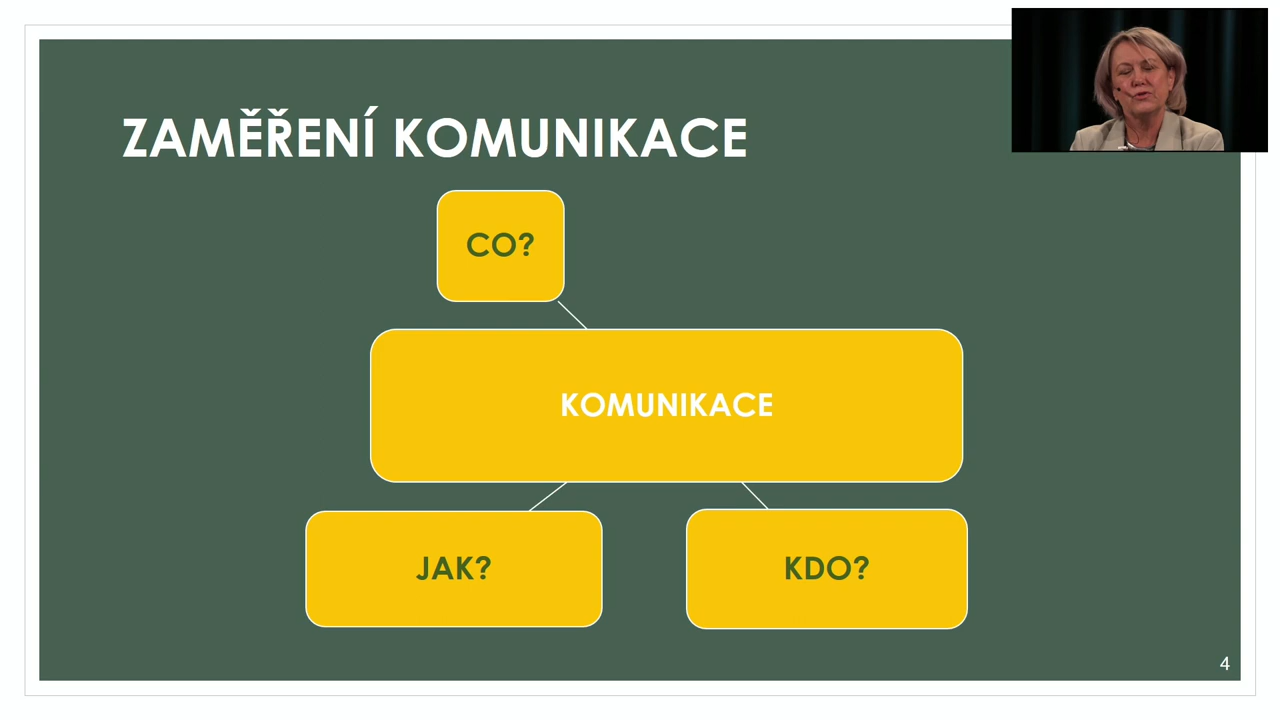 ZAMĚŘENÍ KOMUNIKACE
CO?
KOMUNIKACE
JAK?
KDO?
4